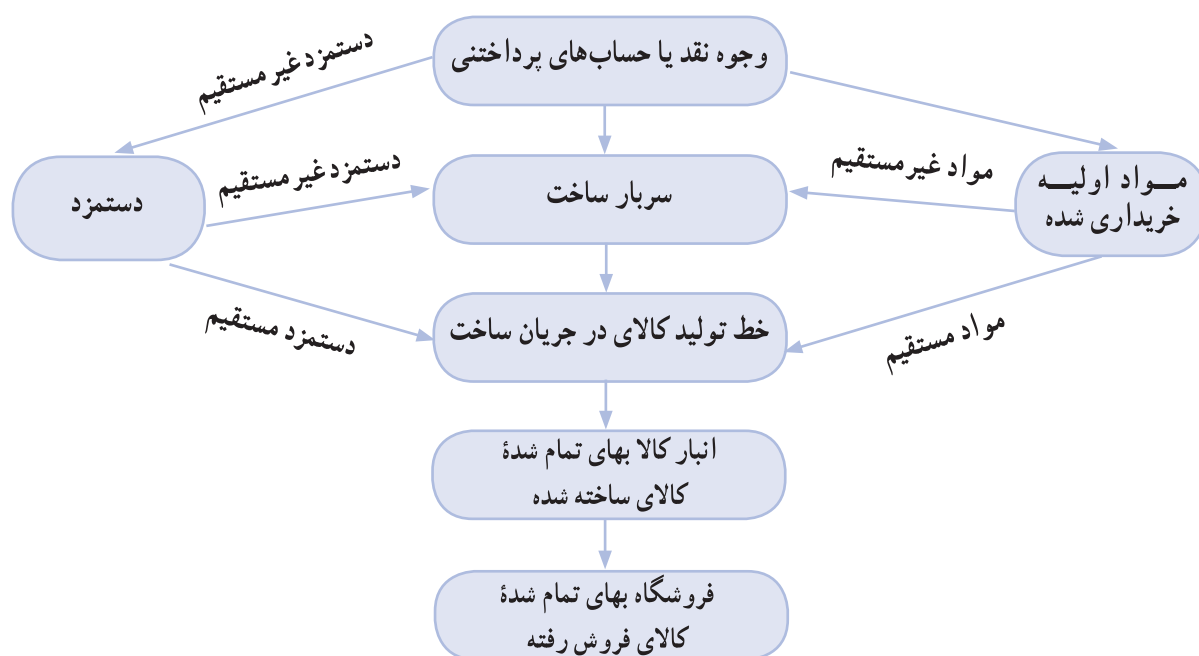 وجوه نقد یا حساب‌های پرداختنی
دستمزد غیر مستقیم
مـــواد اولیـــه
خریداری شده
مواد غیر مستقیم
سربار ساخت
دستمزد غیر مستقیم
دستمزد
مواد مستقیم
خط تولید کالای در جریان ساخت
دستمزد مستقیم
انبار کالا بهای تمام شدۀ
کالای ساخته شده
فروشگاه بهای تمام شدۀ
کالای فروش رفته